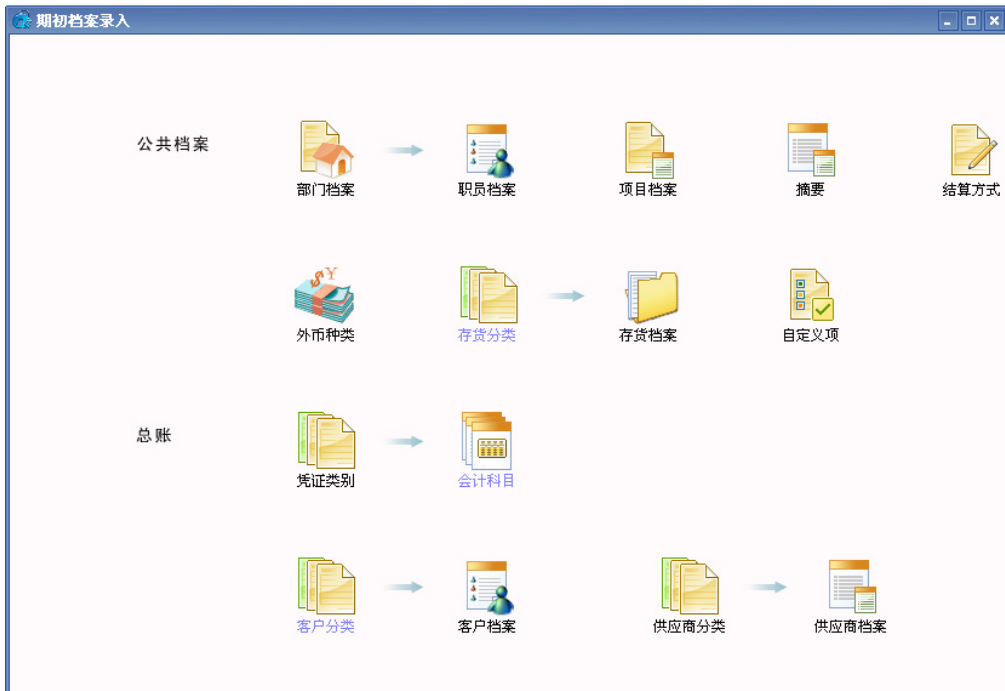 期初档案录入
公共档案
部门档案
职员档案
项目档案
摘要
结算方式
外币种类
存货分类
存货档案
自定义项
总账
凭证类别
会计科目
客户分类
客户档案
供应商分类
供应商档案